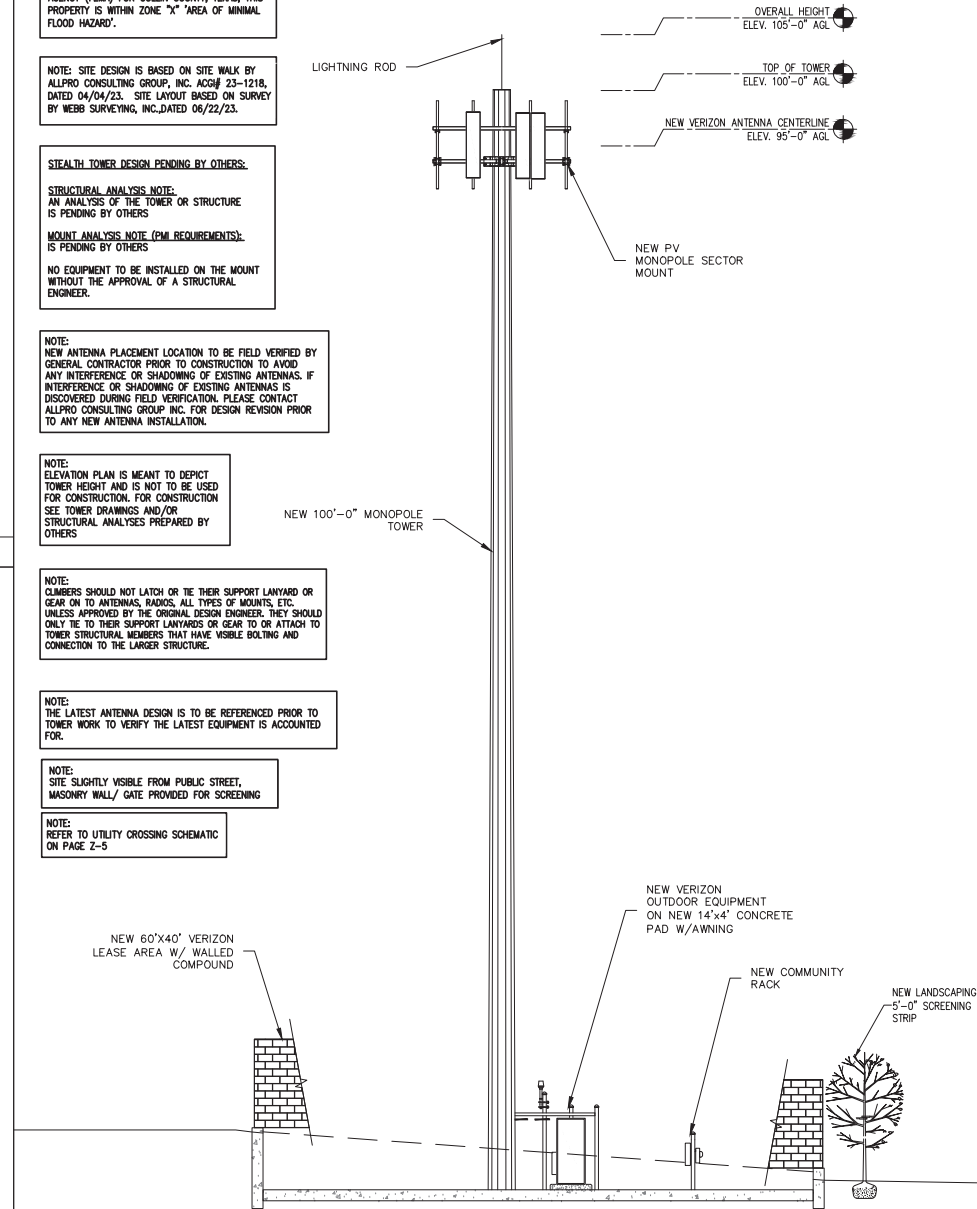 PROPERTY IS WITHIN ZONE "X" 'AREA OF MINIMAL
FLOOD HAZARD'.
NOTE: SITE DESIGN IS BASED ON SITE WALK BY
ALLPRO CONSULTING GROUP, INC. ACG# 23-1218,
DATED 04/04/23. SITE LAYOUT BASED ON SURVEY
BY WEBB SURVEYING, INC.,DATED 06/22/23.
STEALTH TOWER DESIGN PENDING BY OTHERS:
STRUCTURAL ANALYSIS NOTE:
AN ANALYSIS OF THE TOWER OR STRUCTURE
IS PENDING BY OTHERS
MOUNT ANALYSIS NOTE (PMI REQUIREMENTS):
IS PENDING BY OTHERS
NO EQUIPMENT TO BE INSTALLED ON THE MOUNT
WITHOUT THE APPROVAL OF A STRUCTURAL
ENGINEER.
NOTE:
NEW ANTENNA PLACEMENT LOCATION TO BE FIELD VERIFIED BY
GENERAL CONTRACTOR PRIOR TO CONSTRUCTION TO AVOID
ANY INTERFERENCE OR SHADOWING OF EXISTING ANTENNAS. IF
INTERFERENCE OR SHADOWING OF EXISTING ANTENNAS IS
DISCOVERED DURING FIELD VERIFICATION. PLEASE CONTACT
ALLPRO CONSULTING GROUP INC. FOR DESIGN REVISION PRIOR
TO ANY NEW ANTENNA INSTALLATION.
NOTE:
ELEVATION PLAN IS MEANT TO DEPICT
TOWER HEIGHT AND IS NOT TO BE USED
FOR CONSTRUCTION. FOR CONSTRUCTION
SEE TOWER DRAWINGS AND/OR
STRUCTURAL ANALYSES PREPARED BY
OTHERS
NOTE:
CLIMBERS SHOULD NOT LATCH OR TIE THEIR SUPPORT LANYARD OR
GEAR ON TO ANTENNAS, RADIOS, ALL TYPES OF MOUNTS, ETC.
UNLESS APPROVED BY THE ORIGINAL DESIGN ENGINEER. THEY SHOULD
ONLY TIE TO THEIR SUPPORT LANYARDS OR GEAR TO OR ATTACH TO
TOWER STRUCTURAL MEMBERS THAT HAVE VISIBLE BOLTING AND
CONNECTION TO THE LARGER STRUCTURE.
NOTE:
THE LATEST ANTENNA DESIGN IS TO BE REFERENCED PRIOR TO
TOWER WORK TO VERIFY THE LATEST EQUIPMENT IS ACCOUNTED
FOR.
NOTE:
SITE SLIGHTLY VISIBLE FROM PUBLIC STREET,
MASONRY WALL/ GATE PROVIDED FOR SCREENING
NOTE:
REFER TO UTILITY CROSSING SCHEMATIC
ON PAGE Z-5
LIGHTNING ROD
OVERALL HEIGHT
ELEV. 105'-0" AGL
TOP OF TOWER
ELEV. 100'-0" AGL
NEW VERIZON ANTENNA CENTERLINE
ELEV. 95'-0" AGL
NEW PV
MONOPOLE SECTOR
MOUNT
NEW 100'-0" MONOPOLE
TOWER
NEW 60'X40' VERIZON
LEASE AREA W/ WALLED
COMPOUND
NEW VERIZON
OUTDOOR EQUIPMENT
ON NEW 14'x4' CONCRETE
PAD W/AWNING
NEW COMMUNITY
RACK
NEW LANDSCAPING
5'-0" SCREENING
STRIP